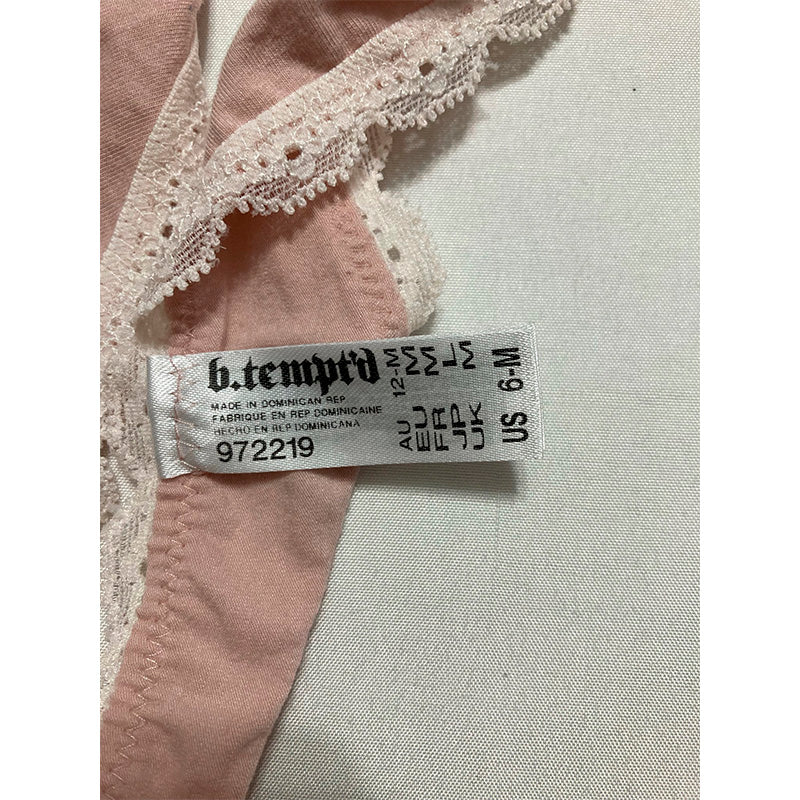 b.tempt'd
MADE IN DOMINICAN REP
FABRIQUE EN REP DOMINICAINE
HECHO EN REP DOMINICANA
972219
AU 12-M
EU M
FR M
JP L
UK M
US 6-M